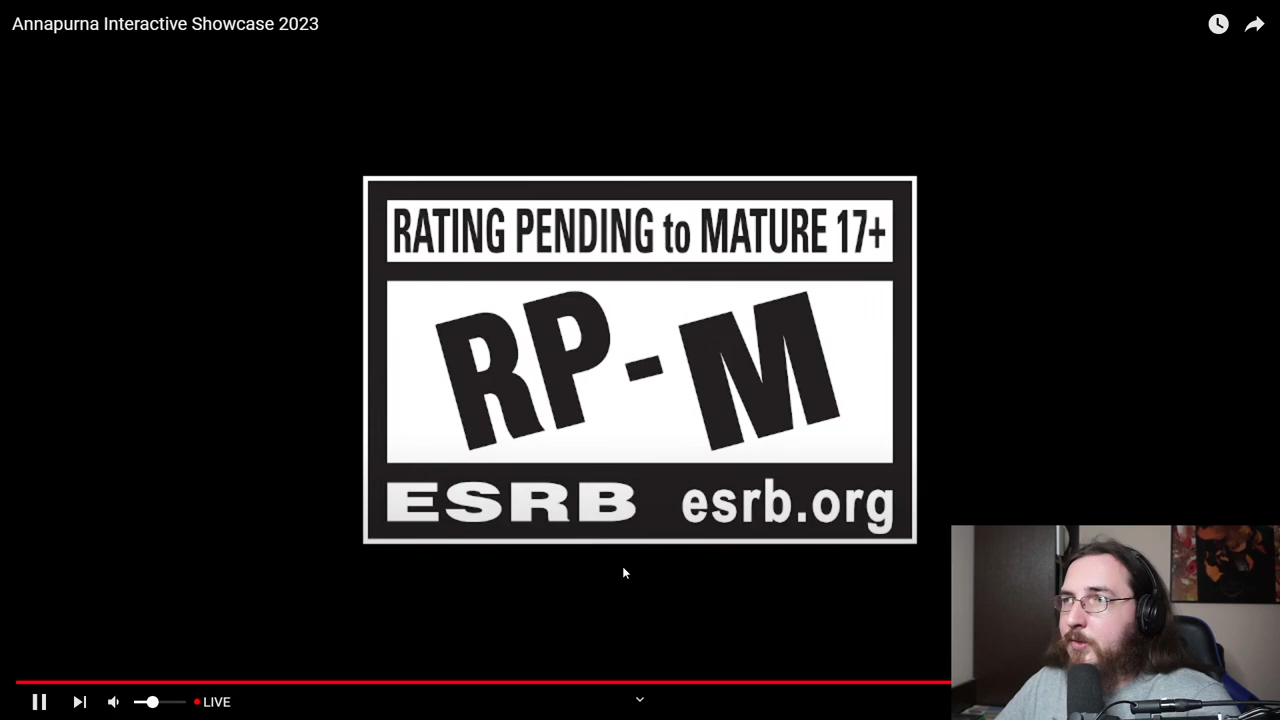 Annapurna Interactive Showcase 2023
RATING PENDING to MATURE 17+
RP-M
ESRB esrb.org
LIVE